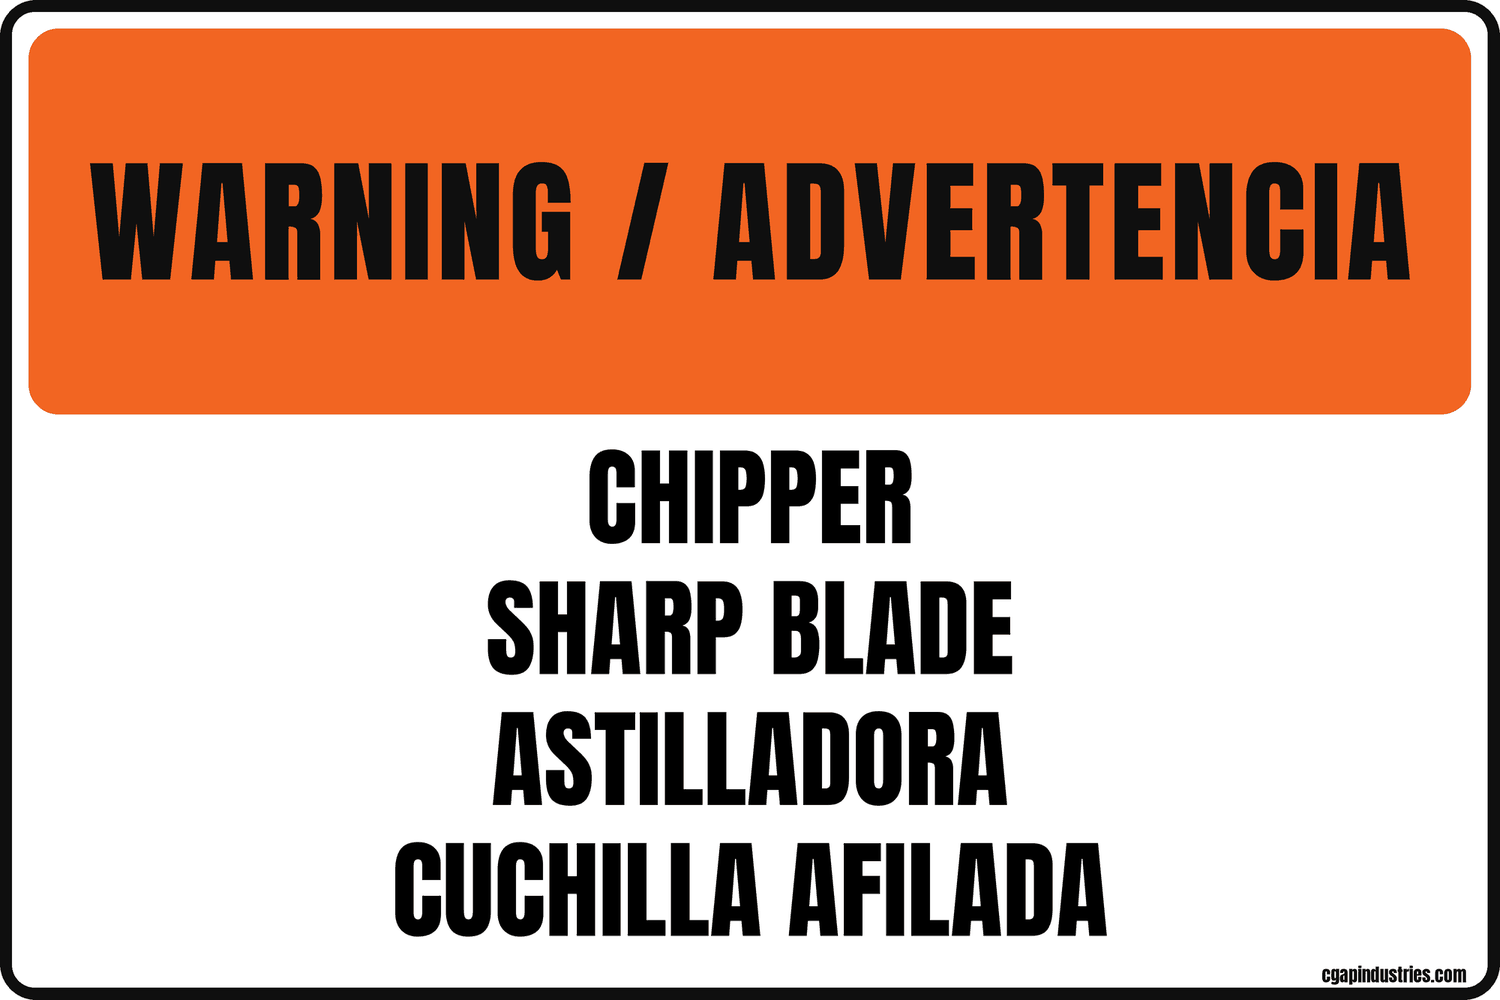 WARNING / ADVERTENCIA
CHIPPER
SHARP BLADE
ASTILLADORA
CUCHILLA AFILADA
cgapindustries.com